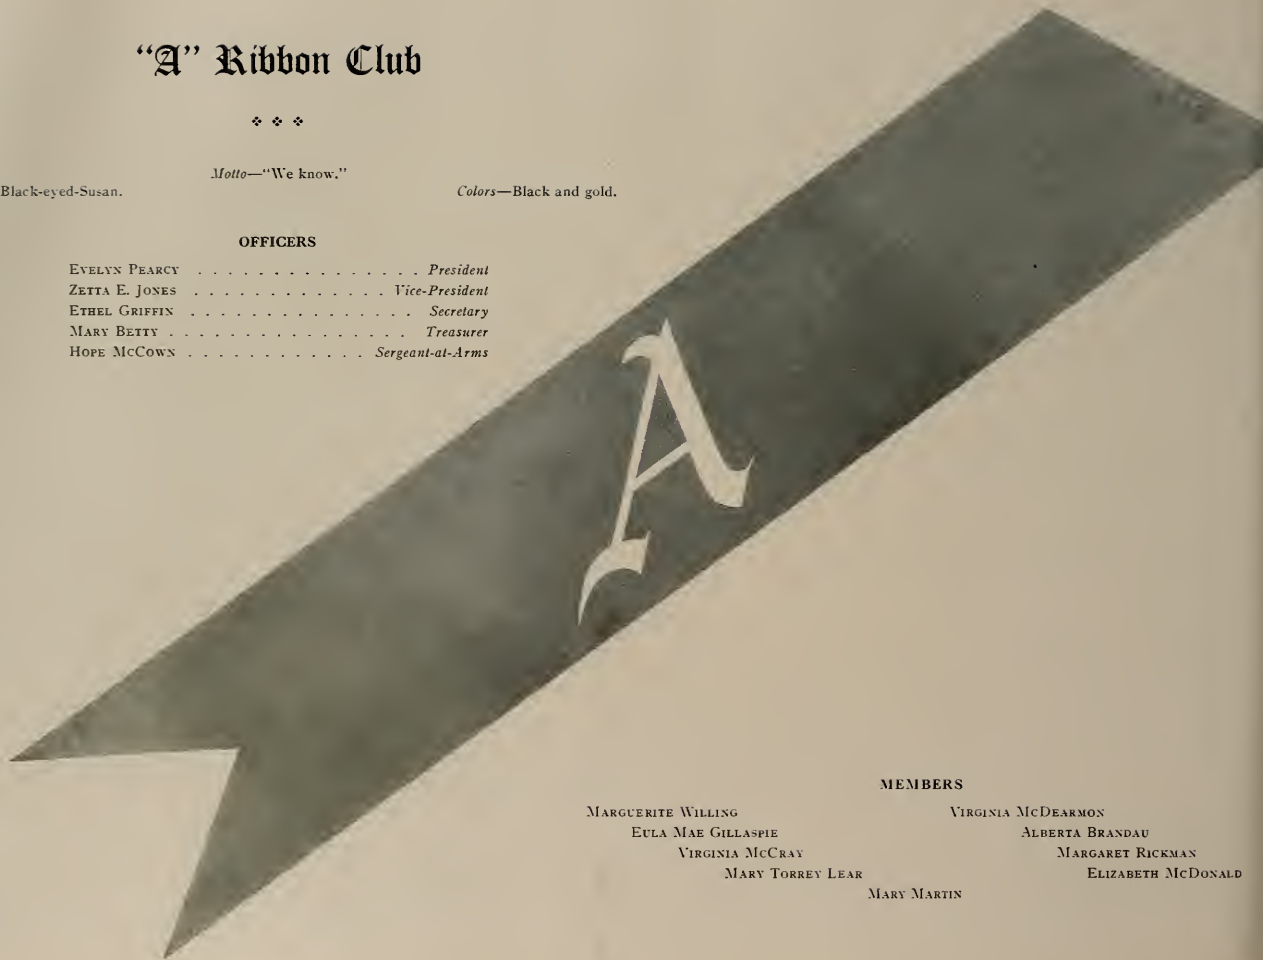 "A" Ribbon Club
Motto—"We know."
Black-eyed-Susan. Colors—Black and gold.
OFFICERS
Evelyn Pearcy . . . . . . . . . . . . . . . President
Zetta E. Jones . . . . . . . . . . . . . Vice-President
Ethel Griffin . . . . . . . . . . . . . . . Secretary
Mary Betty . . . . . . . . . . . . . . . . Treasurer
Hope McCown . . . . . . . . . . . . Sergeant-at-Arms
A
MEMBERS
Marguerite Willing Virginia McDearmon
Eula Mae Gillaspie Alberta Brandau
Virginia McCray Margaret Rickman
Mary Torrey Lear Elizabeth McDonald
Mary Martin